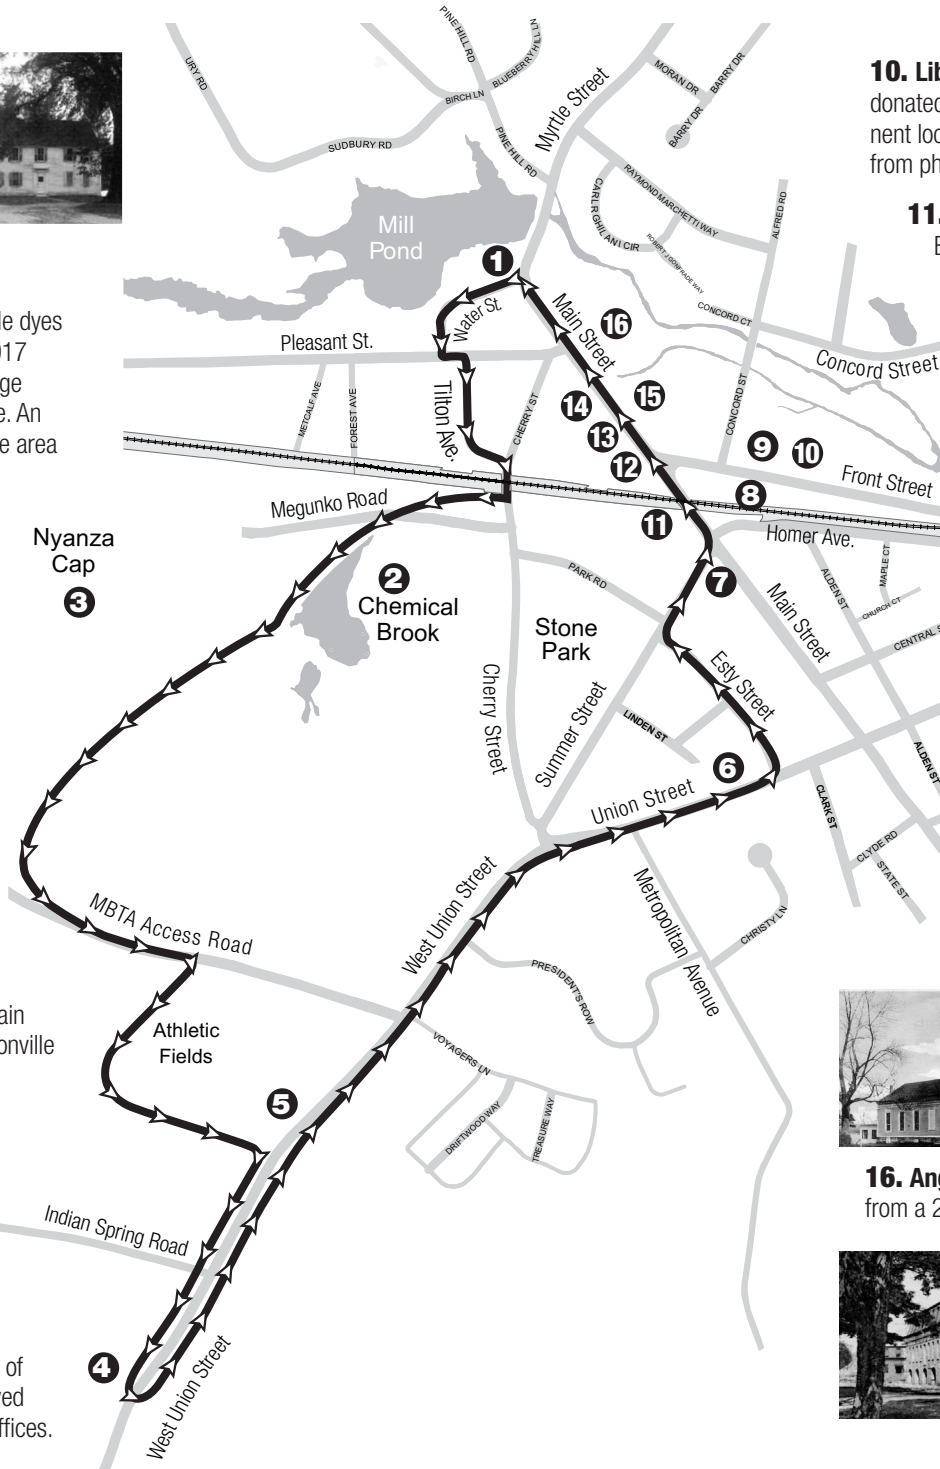 10. Lib
donated
nent loc
from ph
11.
E
le dyes
017
ge
e. An
e area
ain
onville
of
ved
ffices.
16. Ang
from a 2
PINE HILL RD
BLUEBERRY HILL LN
URY RD
BIRCH LN
SUDBURY RD
PINE HILL RD
Myrtle Street
MORAN DR
BARRY DR
BARRY DR
RAYMOND MARCHETTI WAY
CARL R GHILANI CIR
ALFRED RD
CONCORD CT
Concord Street
CONCORD ST
Mill
Pond
1
Water St.
Main Street
16
Pleasant St.
METCALF AVE
FOREST AVE
Tilton Ave.
CHERRY ST
14
15
13
12
9
10
Front Street
8
11
Homer Ave.
Megunko Road
Nyanza
Cap
3
2
Chemical
Brook
7
PARK RD
Stone
Park
Main Street
ALDEN ST
MAPLE CT
CHURCH CT
CENTRAL S
Cherry Street
Summer Street
Esty Street
LINDEN ST
6
Union Street
ALDEN ST
CLARK ST
CLYDE RD
STATE ST
West Union Street
Metropolitan Avenue
CHRISTY LN
MBTA Access Road
PRESIDENT'S ROW
Athletic
Fields
VOYAGERS LN
5
DRIFTWOOD WAY
TREASURE WAY
Indian Spring Road
4
West Union Street